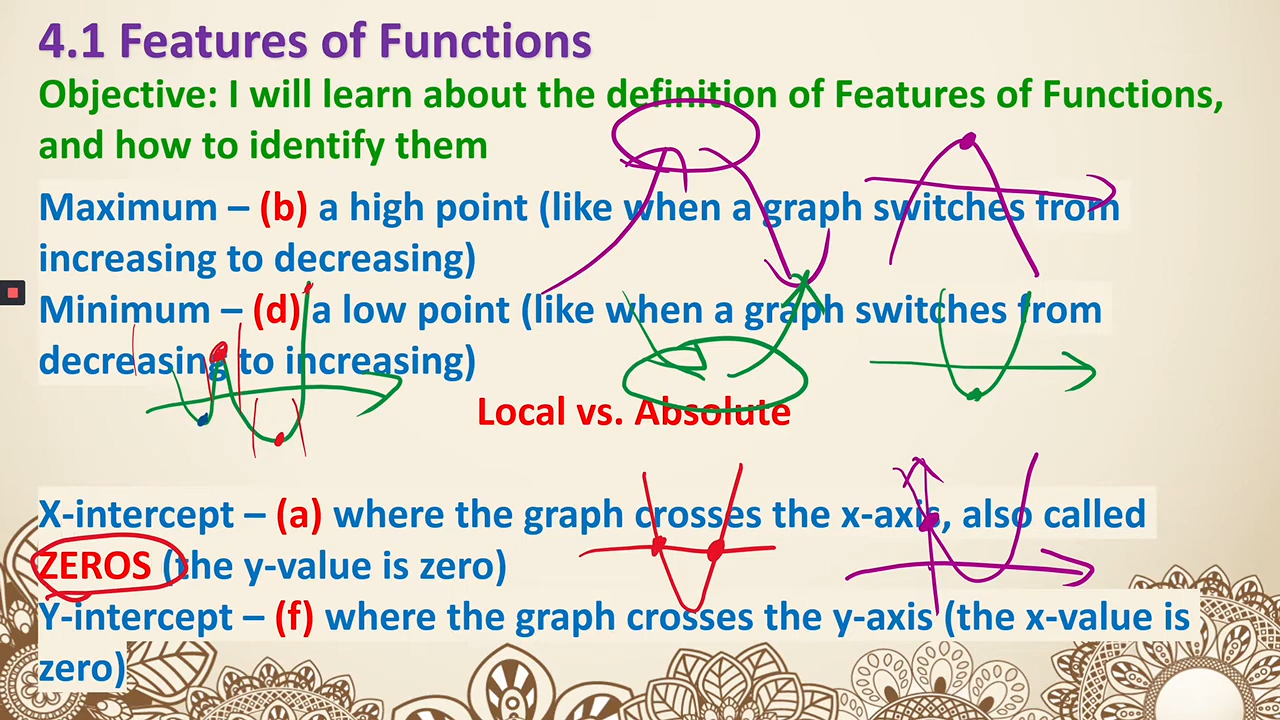 4.1 Features of Functions
Objective: I will learn about the definition of Features of Functions,
and how to identify them
Maximum – (b) a high point (like when a graph switches from
increasing to decreasing)
Minimum – (d) a low point (like when a graph switches from
decreasing to increasing)
Local vs. Absolute
X-intercept – (a) where the graph crosses the x-axis, also called
ZEROS (the y-value is zero)
Y-intercept – (f) where the graph crosses the y-axis (the x-value is
zero)